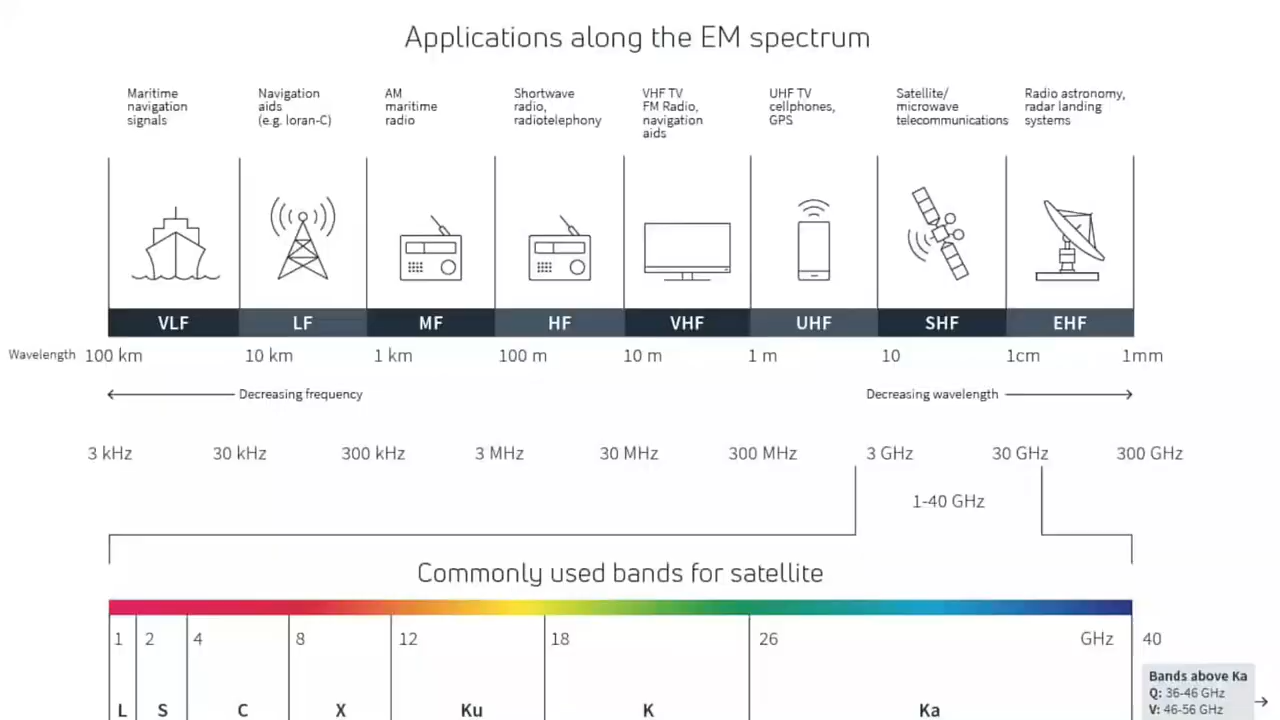 Applications along the EM spectrum
Maritime
navigation
signals
Navigation
aids
(e.g. loran-C)
AM
maritime
radio
Shortwave
radio,
radiotelephony
VHF TV
FM Radio,
navigation
aids
UHF TV
cellphones,
GPS
Satellite/
microwave
telecommunications
Radio astronomy,
radar landing
systems
VLF LF MF HF VHF UHF SHF EHF
Wavelength 100 km 10 km 1 km 100 m 10 m 1 m 10 1cm 1mm
Decreasing frequency Decreasing wavelength
3 kHz 30 kHz 300 kHz 3 MHz 30 MHz 300 MHz 3 GHz 30 GHz 300 GHz
1-40 GHz
Commonly used bands for satellite
1 2 4 8 12 18 26 GHz 40
L S C X Ku K Ka
Bands above Ka
Q: 36-46 GHz
V: 46-56 GHz